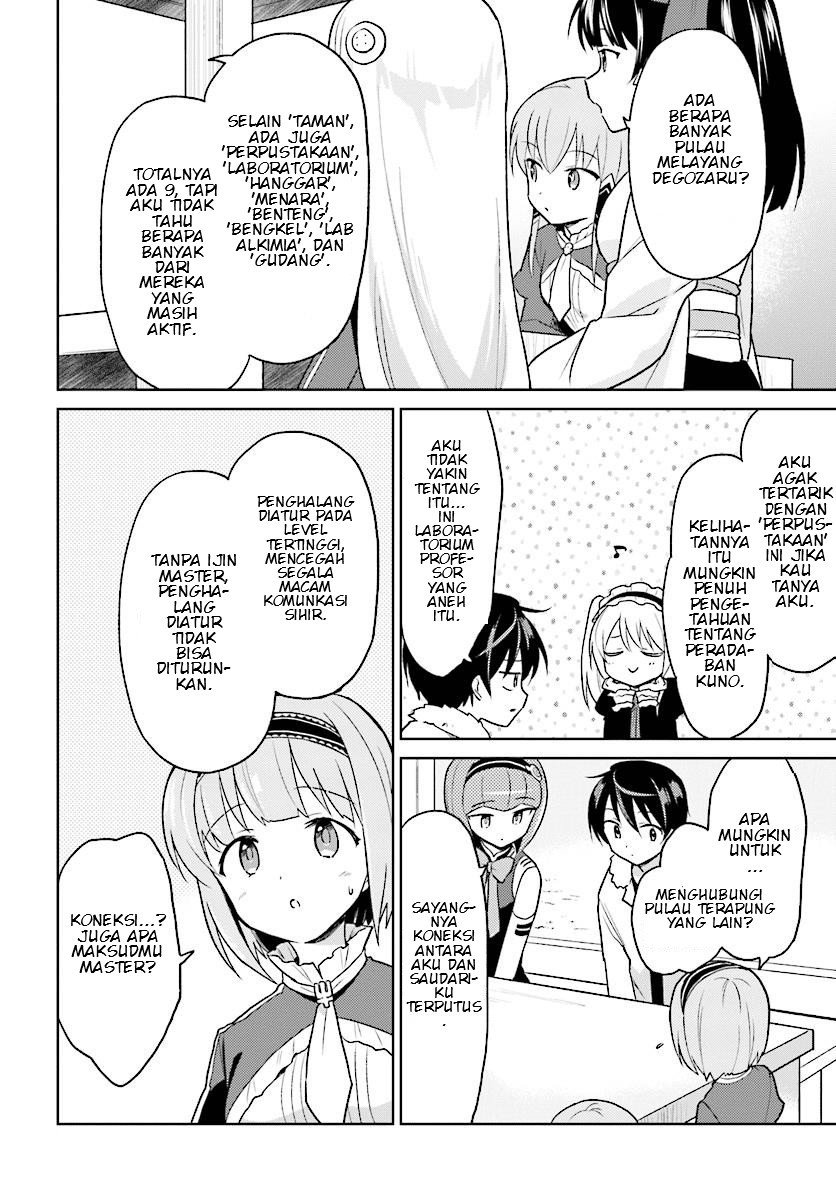 ADA
BERAPA
BANYAK
PULAU
MELAYANG
DEGOZARU?
SELAIN 'TAMAN',
ADA JUGA
'PERPUSTAKAAN',
'LABORATORIUM',
'HANGGAR',
'MENARA',
'BENTENG',
'BENGKEL', 'LAB
ALKIMIA', DAN
'GUDANG'.
TOTALNYA
ADA 9, TAPI
AKU TIDAK
TAHU
BERAPA
BANYAK
DARI
MEREKA
YANG
MASIH
AKTIF.
AKU
AGAK
TERTARIK
DENGAN
'PERPUS-
TAKAAN'
INI JIKA
KAU
TANYA
AKU.
KELIHA-
TANNYA
ITU
MUNGKIN
PENUH
PENGE-
TAHUAN
TENTANG
PERADA-
BAN
KUNO.
♪
AKU
TIDAK
YAKIN
TENTANG
ITU...
INI
LABORA-
TORIUM
PROFE-
SOR
YANG
ANEH
ITU.
APA
MUNGKIN
UNTUK
...
MENGHUBUNGI
PULAU TERAPUNG
YANG LAIN?
SAYANG-
NYA
KONEKSI
ANTARA
AKU DAN
SAUDARI-
KU
TERPUTUS
.
PENGHALANG
DIATUR PADA
LEVEL
TERTINGGI,
MENCEGAH
SEGALA
MACAM
KOMUNKASI
SIHIR.
TANPA IJIN
MASTER,
PENGHA-
LANG
DIATUR
TIDAK
BISA
DITURUN-
KAN.
KONEKSI...?
JUGA APA
MAKSUDMU
MASTER?